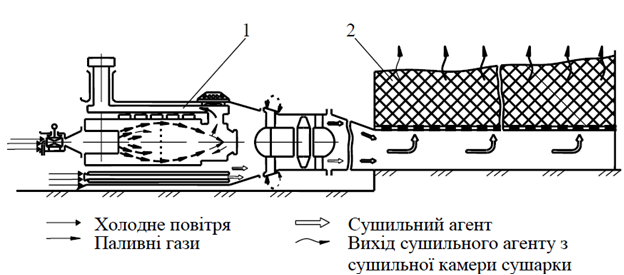 1
2
Холодне повітря
Паливні гази
Сушильний агент
Вихід сушильного агенту з
сушильної камери сушарки